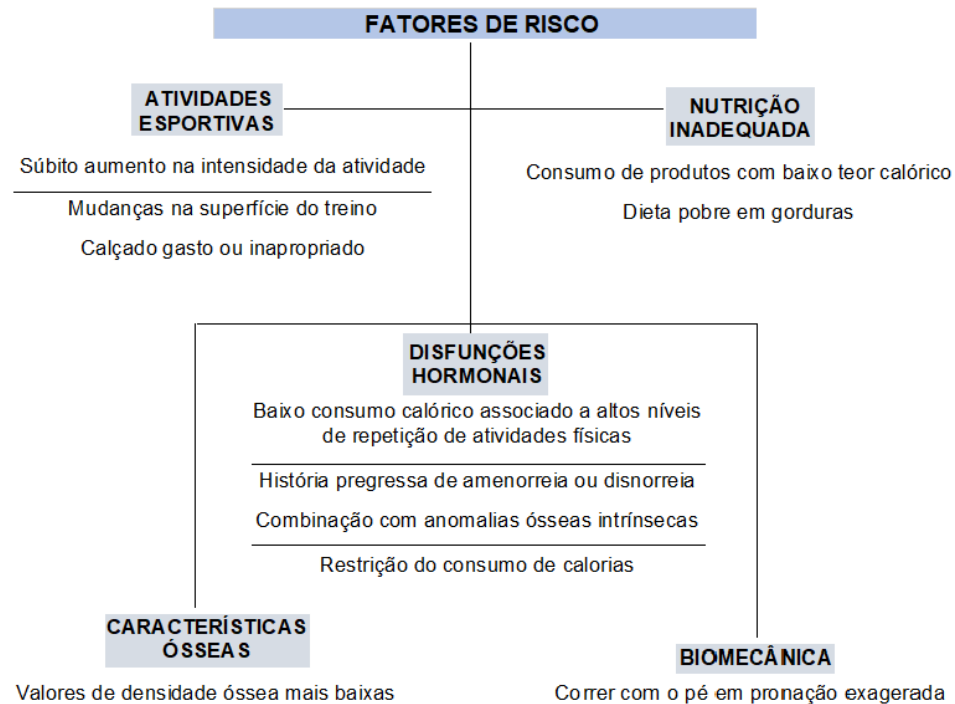 FATORES DE RISCO
ATIVIDADES
ESPORTIVAS
Súbito aumento na intensidade da atividade
Mudanças na superfície do treino
Calçado gasto ou inapropriado
NUTRIÇÃO
INADEQUADA
Consumo de produtos com baixo teor calórico
Dieta pobre em gorduras
DISFUNÇÕES
HORMONAIS
Baixo consumo calórico associado a altos níveis
de repetição de atividades físicas
História pregressa de amenorreia ou disnorreia
Combinação com anomalias ósseas intrínsecas
Restrição do consumo de calorias
CARACTERÍSTICAS
ÓSSEAS
Valores de densidade óssea mais baixas
BIOMECÂNICA
Correr com o pé em pronação exagerada